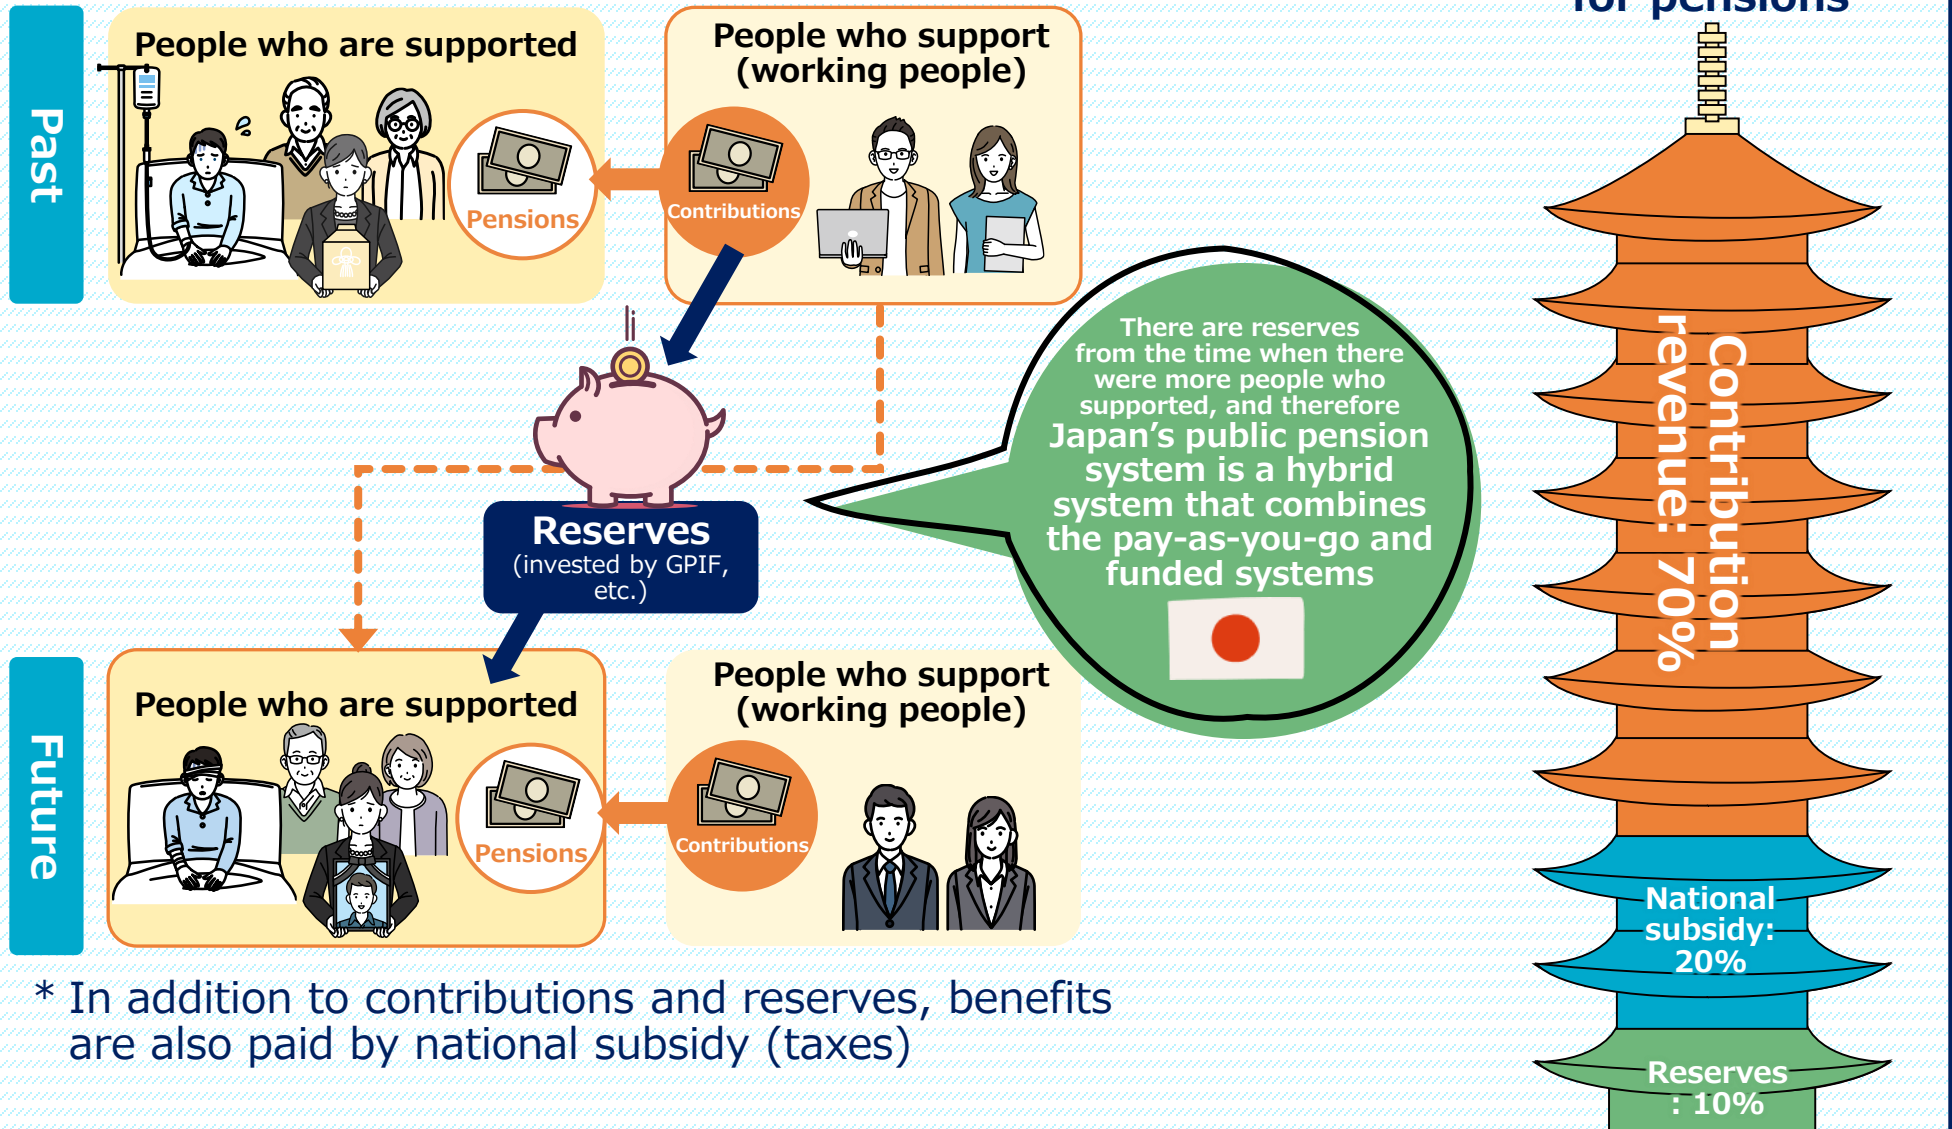 for pensions
Past
People who are supported
Pensions
People who support
(working people)
Contributions
There are reserves
from the time when there
were more people who
supported, and therefore
Japan's public pension
system is a hybrid
system that combines
the pay-as-you-go and
funded systems
Reserves
(invested by GPIF,
etc.)
Future
People who are supported
Pensions
People who support
(working people)
Contributions
* In addition to contributions and reserves, benefits
are also paid by national subsidy (taxes)
Contribution
revenue: 70%
National
subsidy:
20%
Reserves
: 10%